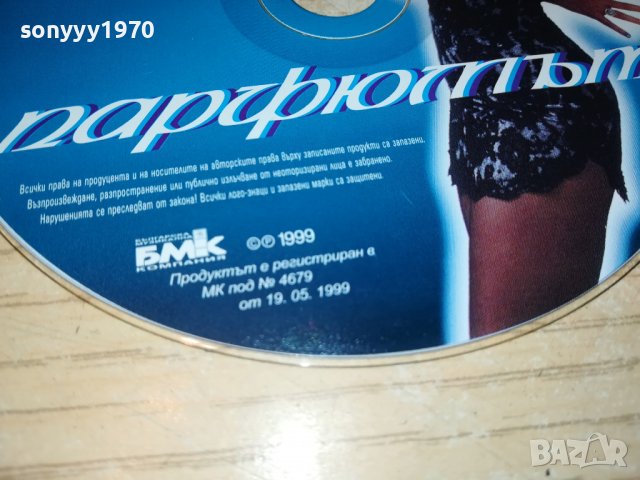 sonyyy1970
парфюмът
Всички права на продуцента и на носителите на авторските права върху записаните продукти са запазени.
Възпроизвеждане, разпространение или публично излъчване от неоторизирани лица е забранено.
Нарушенията се преследват от закона! Всички лого-знаци и запазени марки са защитени.
БМК
КОМПАНИЯ
©℗ 1999
Продуктът е регистриран в
МК под № 4679
от 19. 05. 1999
BAZAR